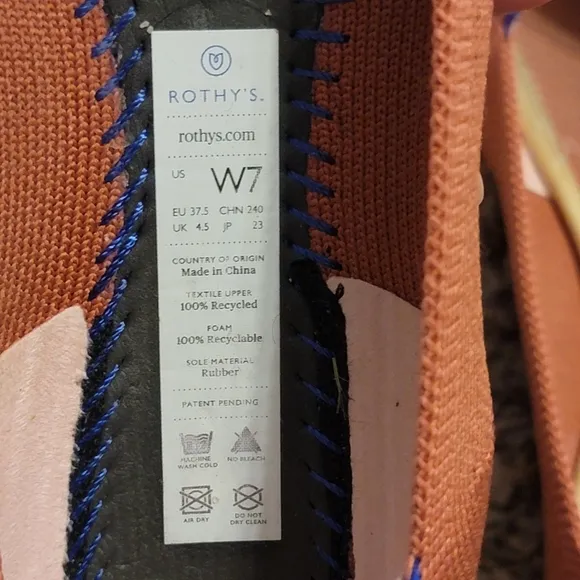 ROTHY'S™
rothys.com
US W7
EU 37.5 CHN 240
UK 4.5 JP 23
COUNTRY OF ORIGIN
Made in China
TEXTILE UPPER
100% Recycled
FOAM
100% Recyclable
SOLE MATERIAL
Rubber
PATENT PENDING
MACHINE
WASH COLD
NO BLEACH
AIR DRY
DO NOT
DRY CLEAN